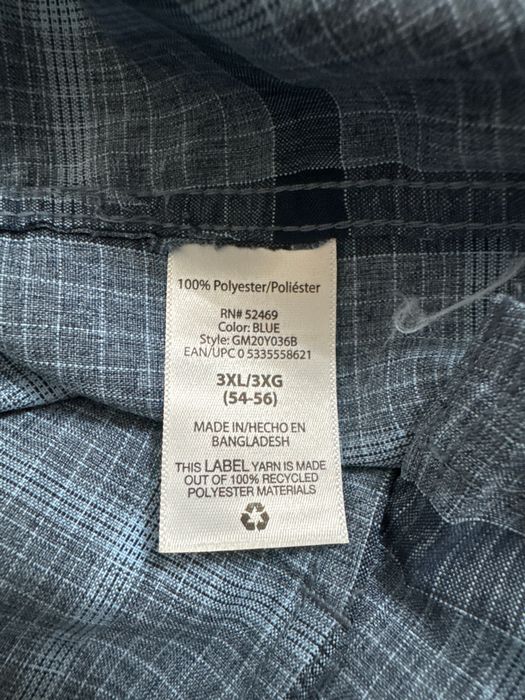 100% Polyester/Poliéster
RN# 52469
Color: BLUE
Style: GM20Y036B
EAN/UPC 0 5335558621
3XL/3XG
(54-56)
MADE IN/HECHO EN
BANGLADESH
THIS LABEL YARN IS MADE
OUT OF 100% RECYCLED
POLYESTER MATERIALS